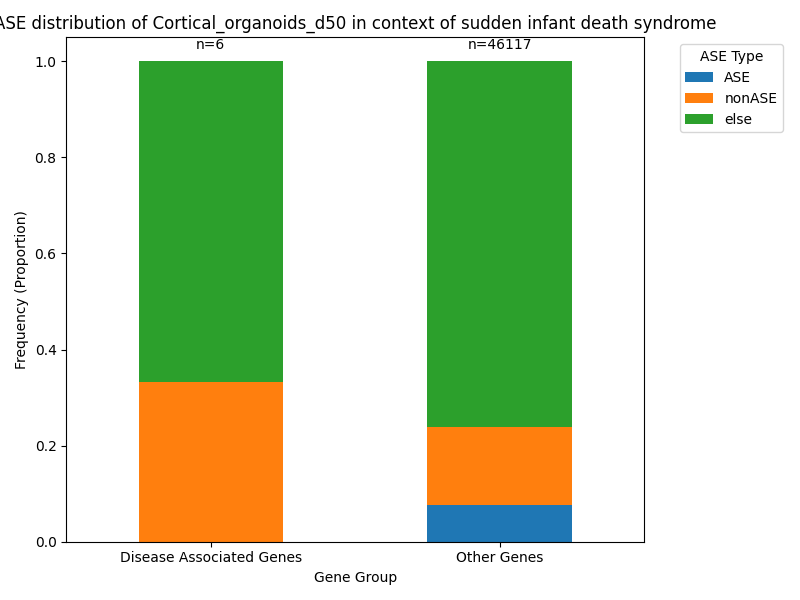 ASE distribution of Cortical_organoids_d50 in context of sudden infant death syndrome
n=6
n=46117
ASE Type
ASE
nonASE
else
1.0
0.8
0.6
0.4
0.2
0.0
Frequency (Proportion)
Disease Associated Genes
Other Genes
Gene Group